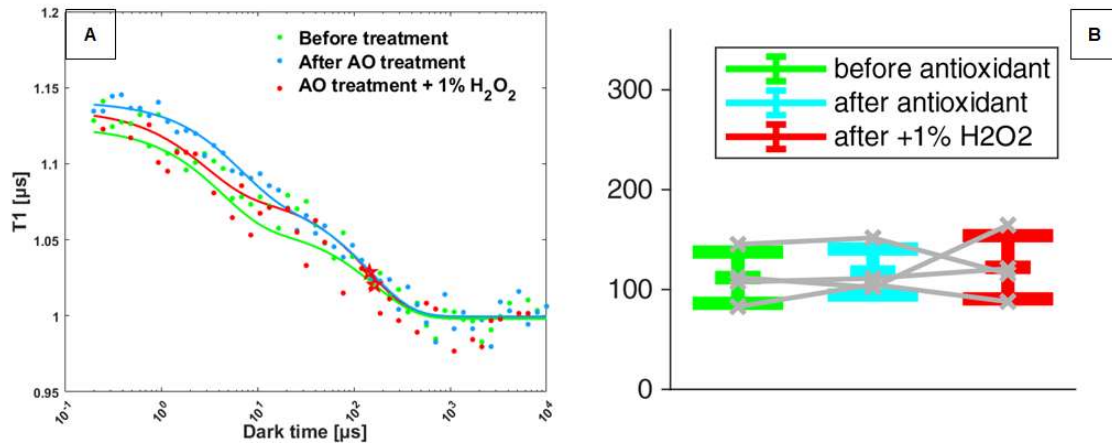 A
1.2
1.15
1.1
1.05
1
0.95
T1 [µs]
Before treatment
After AO treatment
AO treatment + 1% H₂O₂
10⁻¹
10⁰
10¹
10²
10³
10⁴
Dark time [µs]
B
300
200
100
0
before antioxidant
after antioxidant
after +1% H2O2